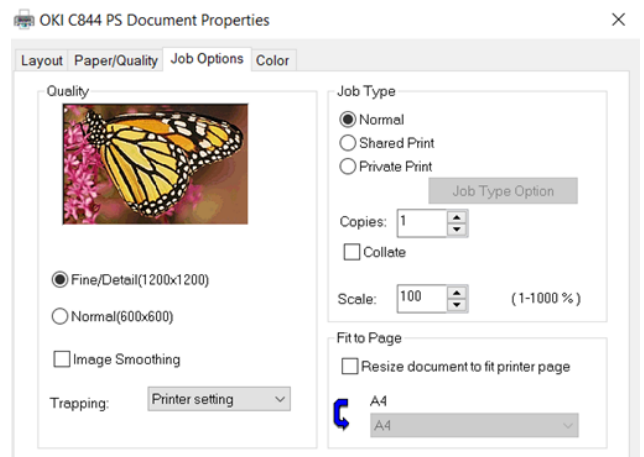 OKI C844 PS Document Properties
Layout Paper/Quality Job Options Color
Quality
Fine/Detail(1200x1200)
Normal(600x600)
Image Smoothing
Trapping: Printer setting
Job Type
Normal
Shared Print
Private Print
Job Type Option
Copies: 1
Collate
Scale: 100 (1-1000 %)
Fit to Page
Resize document to fit printer page
A4
A4